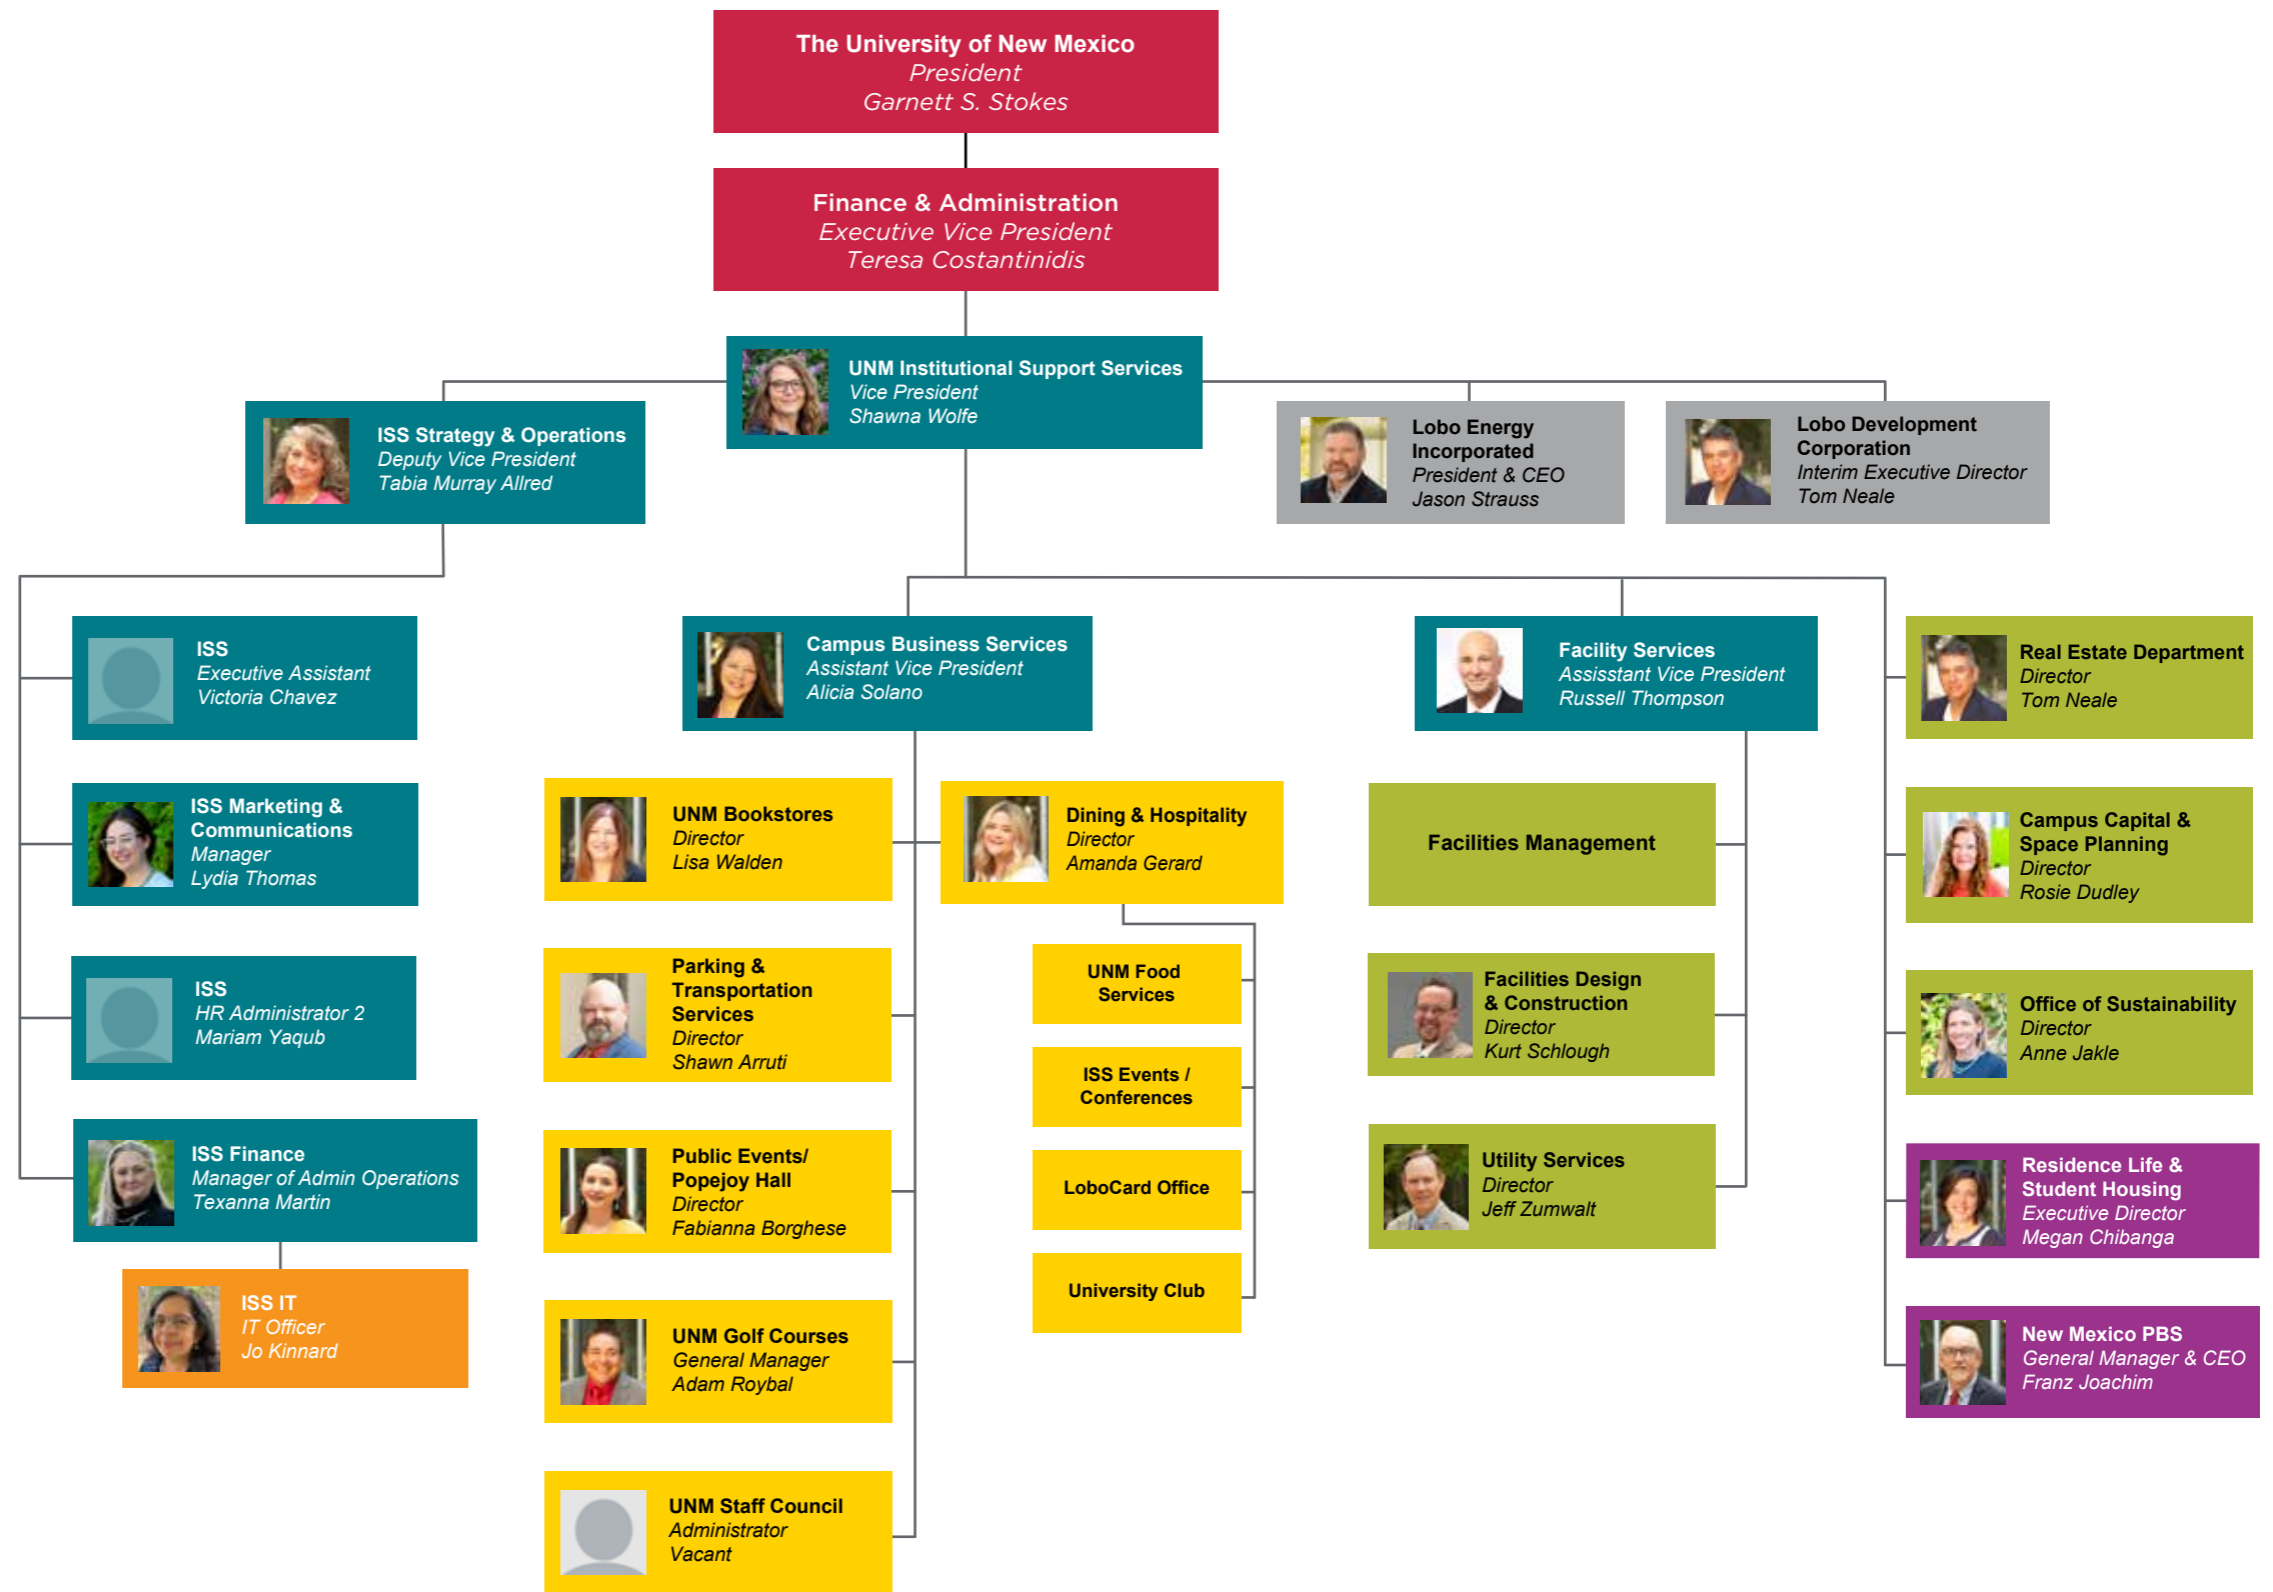 The University of New Mexico
President
Garnett S. Stokes
Finance & Administration
Executive Vice President
Teresa Costantinidis
UNM Institutional Support Services
Vice President
Shawna Wolfe
ISS Strategy & Operations
Deputy Vice President
Tabia Murray Allred
Lobo Energy
Incorporated
President & CEO
Jason Strauss
Lobo Development
Corporation
Interim Executive Director
Tom Neale
ISS
Executive Assistant
Victoria Chavez
ISS Marketing &
Communications
Manager
Lydia Thomas
ISS
HR Administrator 2
Mariam Yaqub
ISS Finance
Manager of Admin Operations
Texanna Martin
ISS IT
IT Officer
Jo Kinnard
Campus Business Services
Assistant Vice President
Alicia Solano
UNM Bookstores
Director
Lisa Walden
Parking &
Transportation
Services
Director
Shawn Arruti
Public Events/
Popejoy Hall
Director
Fabianna Borghese
UNM Golf Courses
General Manager
Adam Roybal
UNM Staff Council
Administrator
Vacant
Dining & Hospitality
Director
Amanda Gerard
UNM Food
Services
ISS Events /
Conferences
LoboCard Office
University Club
Facility Services
Assisstant Vice President
Russell Thompson
Facilities Management
Facilities Design
& Construction
Director
Kurt Schlough
Utility Services
Director
Jeff Zumwalt
Real Estate Department
Director
Tom Neale
Campus Capital &
Space Planning
Director
Rosie Dudley
Office of Sustainability
Director
Anne Jakle
Residence Life &
Student Housing
Executive Director
Megan Chibanga
New Mexico PBS
General Manager & CEO
Franz Joachim